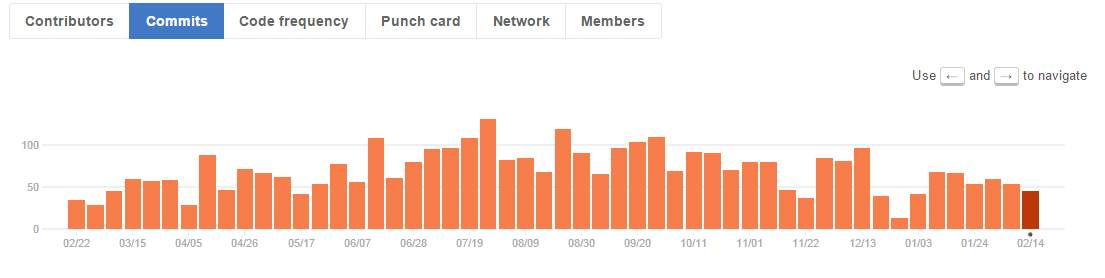 Contributors Commits Code frequency Punch card Network Members
Use ← and → to navigate
100
50
0
02/22 03/15 04/05 04/26 05/17 06/07 06/28 07/19 08/09 08/30 09/20 10/11 11/01 11/22 12/13 01/03 01/24 02/14